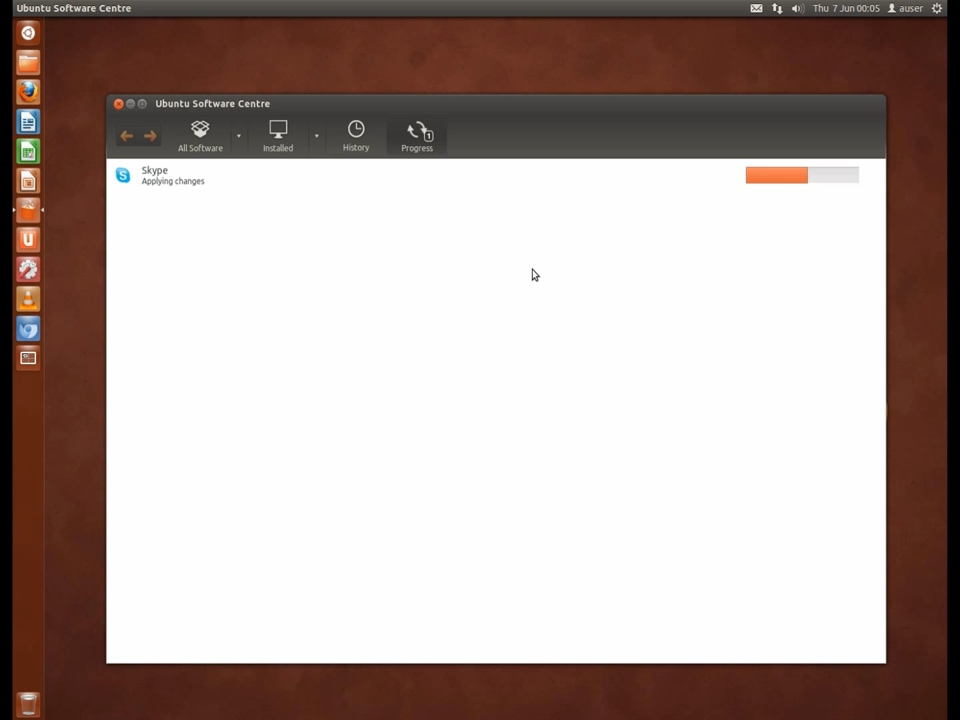 Ubuntu Software Centre
Thu 7 Jun 00:05 auser
Ubuntu Software Centre
All Software Installed History Progress
1
Skype
Applying changes